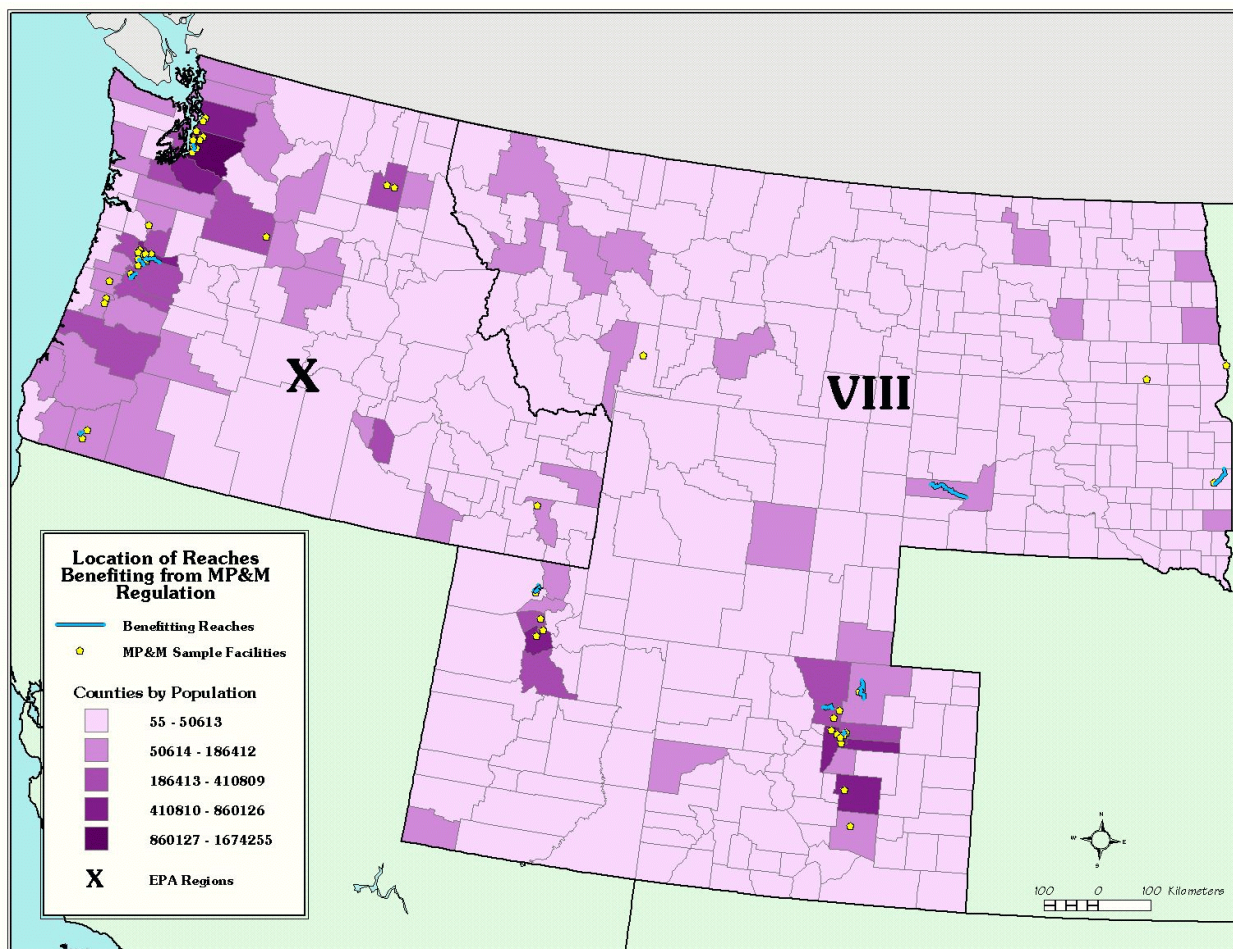 X
VIII
Location of Reaches
Benefiting from MP&M
Regulation
Benefitting Reaches
MP&M Sample Facilities
Counties by Population
55 - 50613
50614 - 186412
186413 - 410809
410810 - 860126
860127 - 1674255
X EPA Regions
N
W E
S
100 0 100 Kilometers